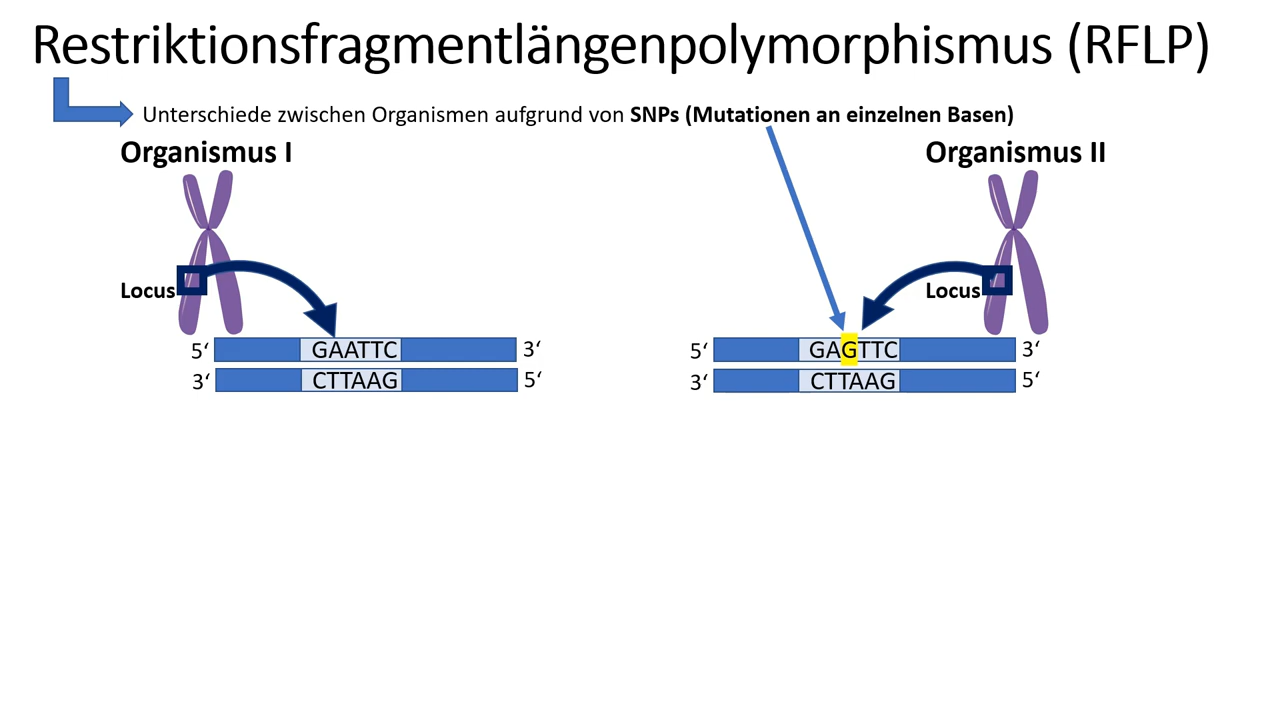 Restriktionsfragmentlängenpolymorphismus (RFLP)
Unterschiede zwischen Organismen aufgrund von SNPs (Mutationen an einzelnen Basen)
Organismus I
Organismus II
Locus
Locus
5‘ GAATTC 3‘
3‘ CTTAAG 5‘
5‘ GAGTTC 3‘
3‘ CTTAAG 5‘